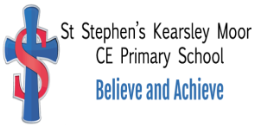 St Stephen's Kearsley Moor
CE Primary School
Believe and Achieve